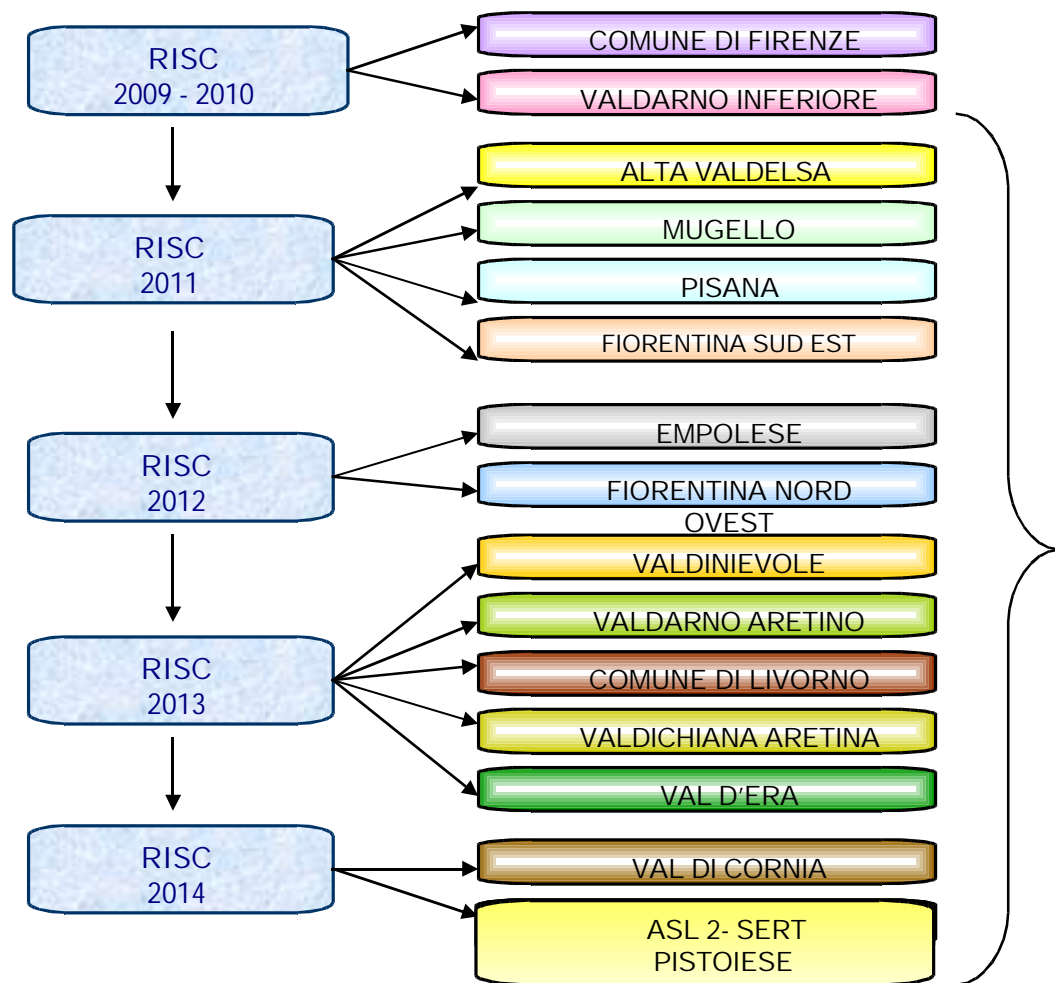 RISC
2009 - 2010
COMUNE DI FIRENZE
VALDARNO INFERIORE
RISC
2011
ALTA VALDELSA
MUGELLO
PISANA
FIORENTINA SUD EST
RISC
2012
EMPOLESE
FIORENTINA NORD
OVEST
RISC
2013
VALDINIEVOLE
VALDARNO ARETINO
COMUNE DI LIVORNO
VALDICHIANA ARETINA
VAL D'ERA
RISC
2014
VAL DI CORNIA
ASL 2- SERT
PISTOIESE